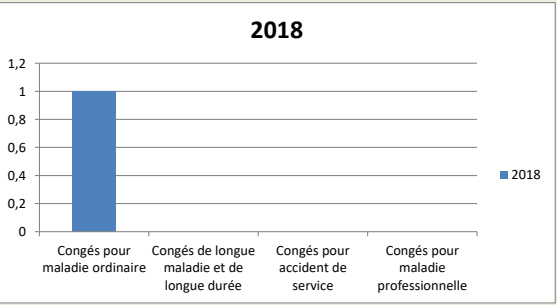 2018
1,2
1
0,8
0,6
0,4
0,2
0
Congés pour
maladie ordinaire
Congés de longue
maladie et de
longue durée
Congés pour
accident de
service
Congés pour
maladie
professionnelle
2018